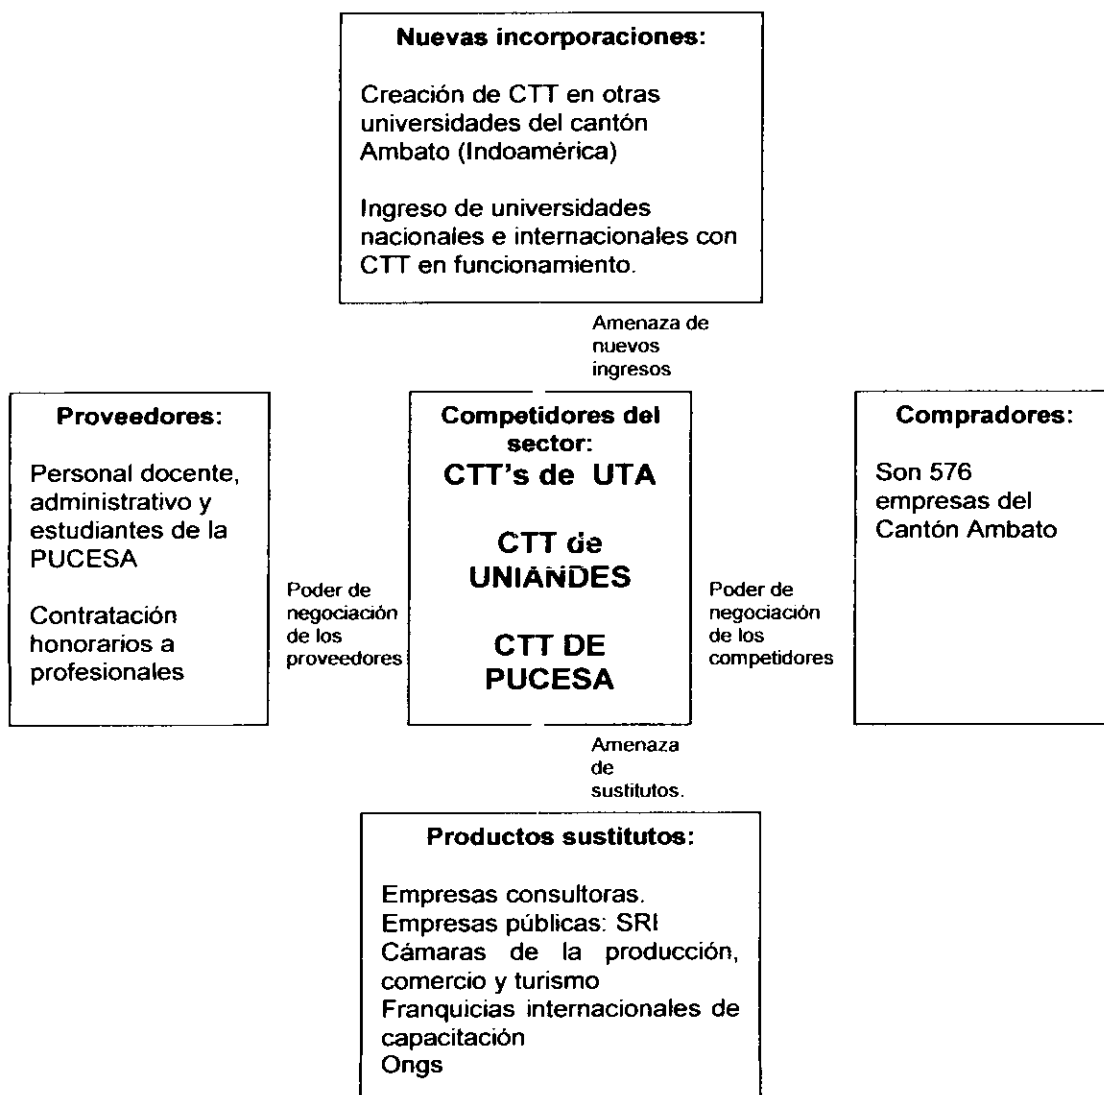 Nuevas incorporaciones:
Creación de CTT en otras
universidades del cantón
Ambato (Indoamérica)
Ingreso de universidades
nacionales e internacionales con
CTT en funcionamiento.
Amenaza de
nuevos
ingresos
Proveedores:
Personal docente,
administrativo y
estudiantes de la
PUCESA
Contratación
honorarios a
profesionales
Poder de
negociación
de los
proveedores
Competidores del
sector:
CTT's de UTA
CTT de
UNIANDES
CTT DE
PUCESA
Poder de
negociación
de los
competidores
Compradores:
Son 576
empresas del
Cantón Ambato
Amenaza
de
sustitutos.
Productos sustitutos:
Empresas consultoras.
Empresas públicas: SRI
Cámaras de la producción,
comercio y turismo
Franquicias internacionales de
capacitación
Ongs